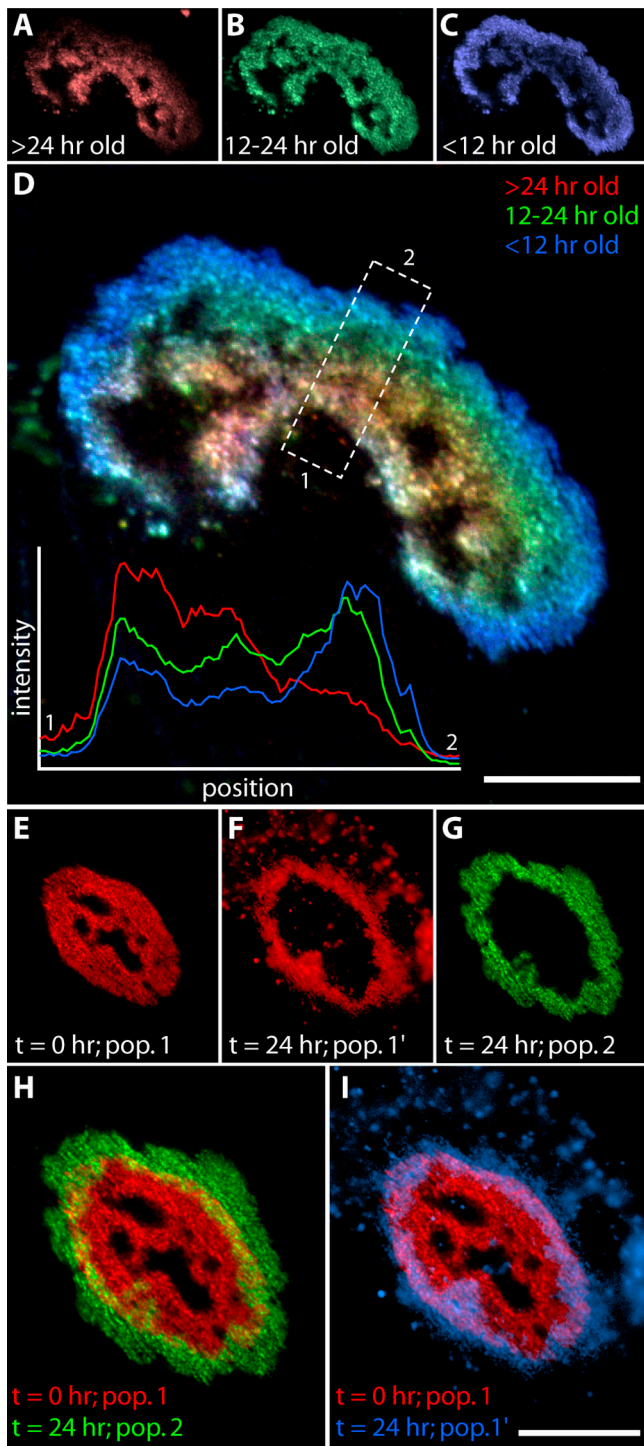 A
>24 hr old
B
12-24 hr old
C
<12 hr old
D
>24 hr old
12-24 hr old
<12 hr old
2
1
intensity
1
2
position
E
t = 0 hr; pop. 1
F
t = 24 hr; pop. 1'
G
t = 24 hr; pop. 2
H
t = 0 hr; pop. 1
t = 24 hr; pop. 2
I
t = 0 hr; pop. 1
t = 24 hr; pop.1'